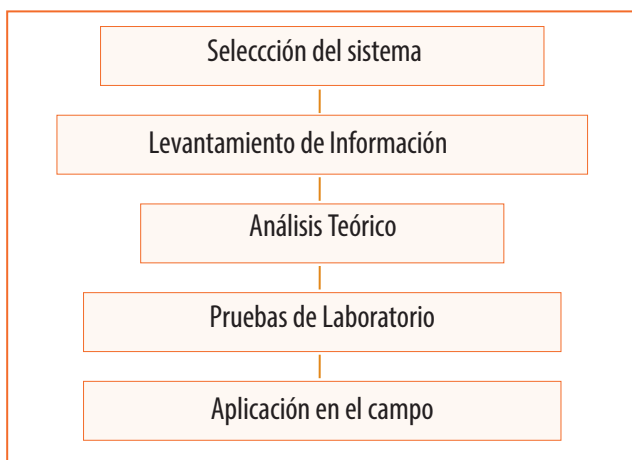 Seleccción del sistema
Levantamiento de Información
Análisis Teórico
Pruebas de Laboratorio
Aplicación en el campo